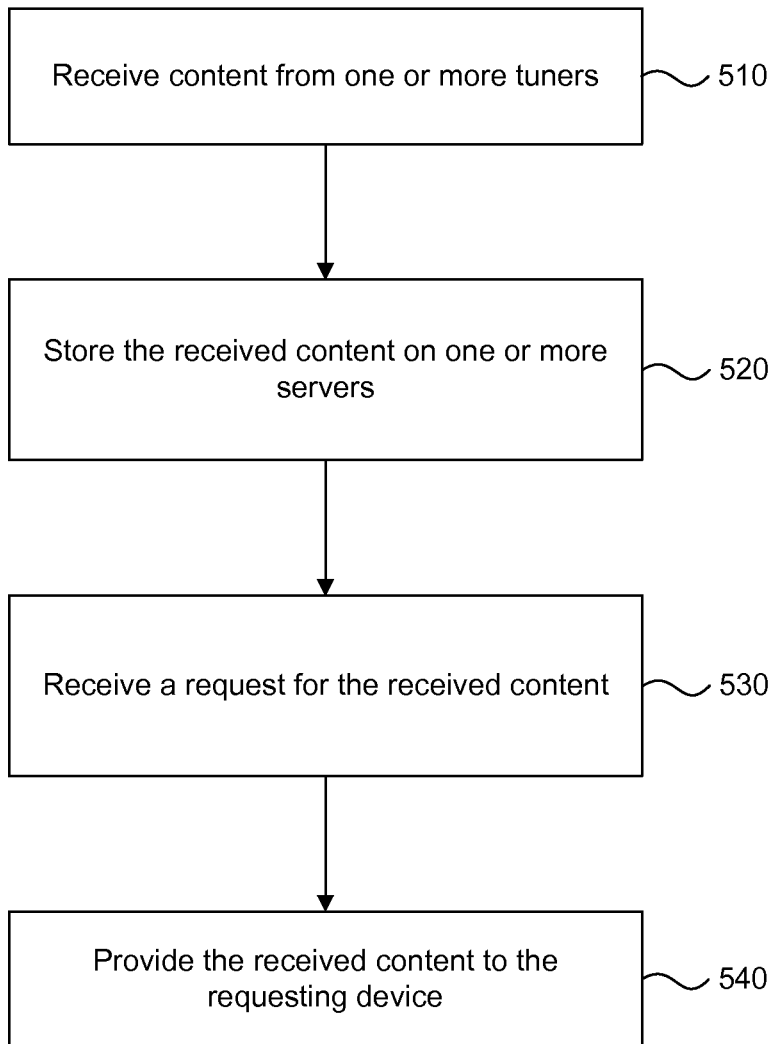 Receive content from one or more tuners
510
Store the received content on one or more
servers
520
Receive a request for the received content
530
Provide the received content to the
requesting device
540